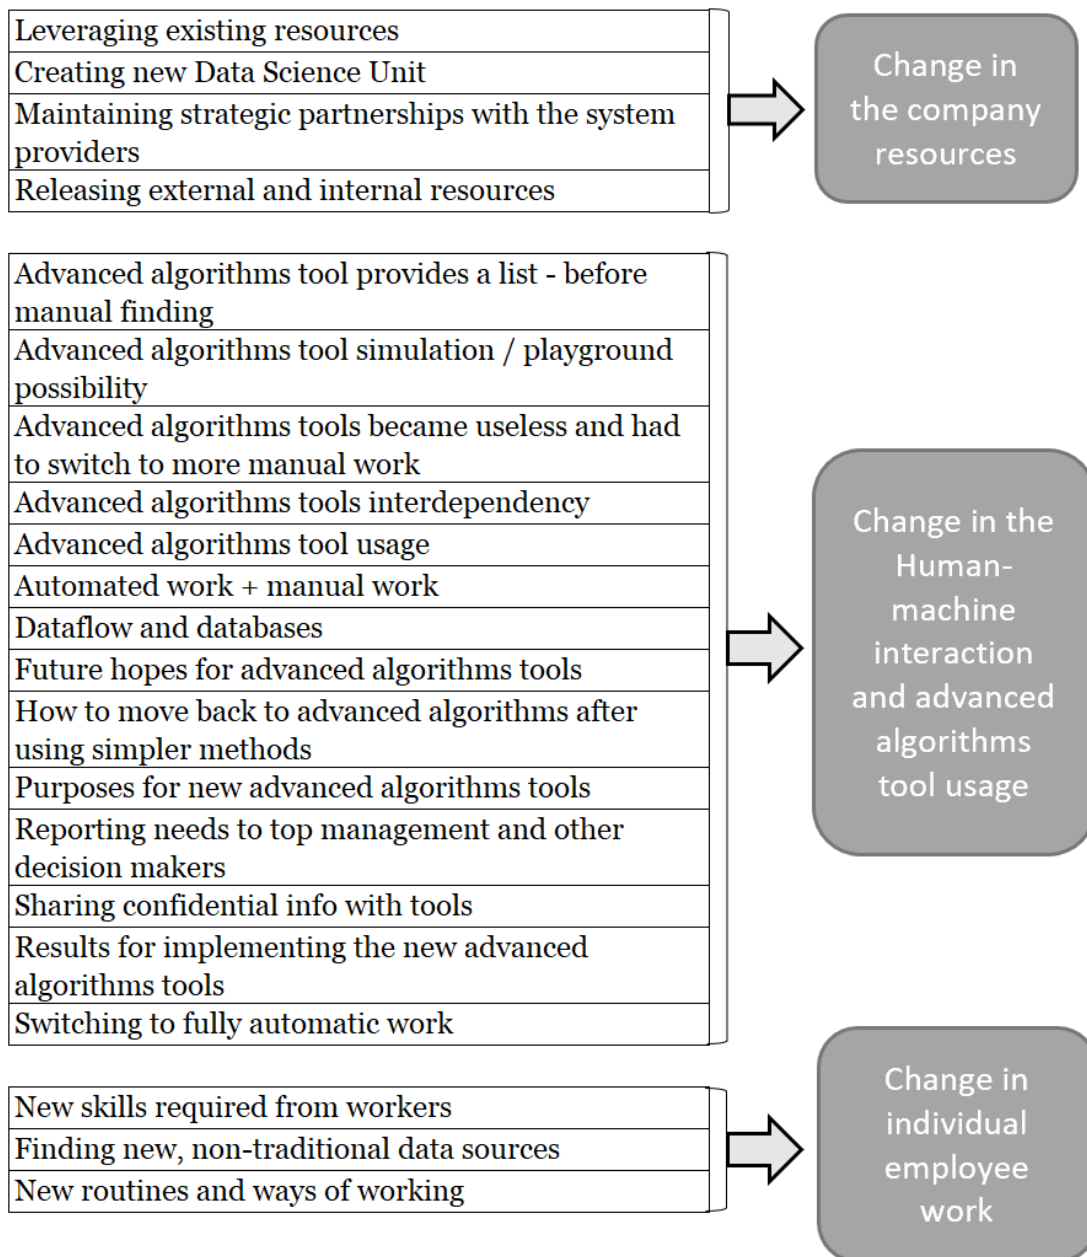 Leveraging existing resources
Creating new Data Science Unit
Maintaining strategic partnerships with the system
providers
Releasing external and internal resources
Change in
the company
resources
Advanced algorithms tool provides a list - before
manual finding
Advanced algorithms tool simulation / playground
possibility
Advanced algorithms tools became useless and had
to switch to more manual work
Advanced algorithms tools interdependency
Advanced algorithms tool usage
Automated work + manual work
Dataflow and databases
Future hopes for advanced algorithms tools
How to move back to advanced algorithms after
using simpler methods
Purposes for new advanced algorithms tools
Reporting needs to top management and other
decision makers
Sharing confidential info with tools
Results for implementing the new advanced
algorithms tools
Switching to fully automatic work
Change in the
Human-
machine
interaction
and advanced
algorithms
tool usage
New skills required from workers
Finding new, non-traditional data sources
New routines and ways of working
Change in
individual
employee
work